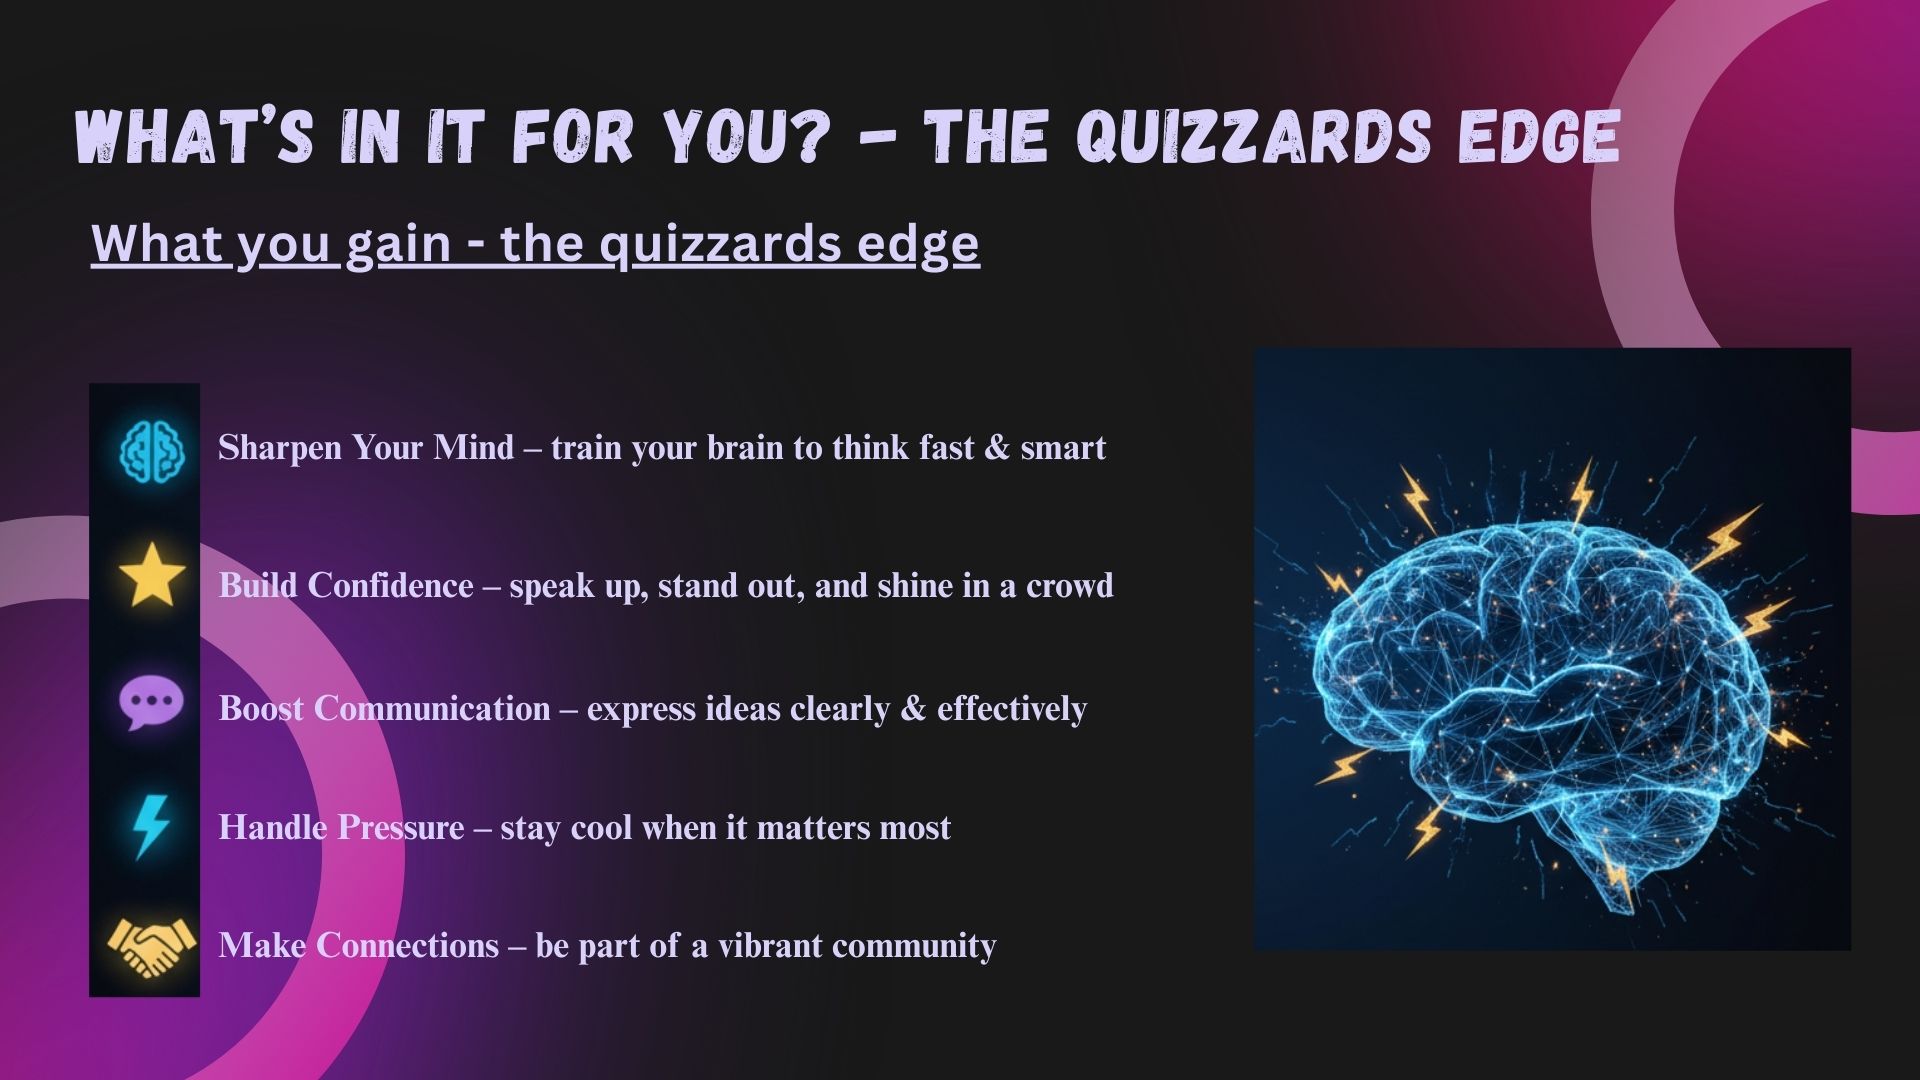 WHAT'S IN IT FOR YOU? – THE QUIZZARDS EDGE
What you gain - the quizzards edge
Sharpen Your Mind – train your brain to think fast & smart
Build Confidence – speak up, stand out, and shine in a crowd
Boost Communication – express ideas clearly & effectively
Handle Pressure – stay cool when it matters most
Make Connections – be part of a vibrant community